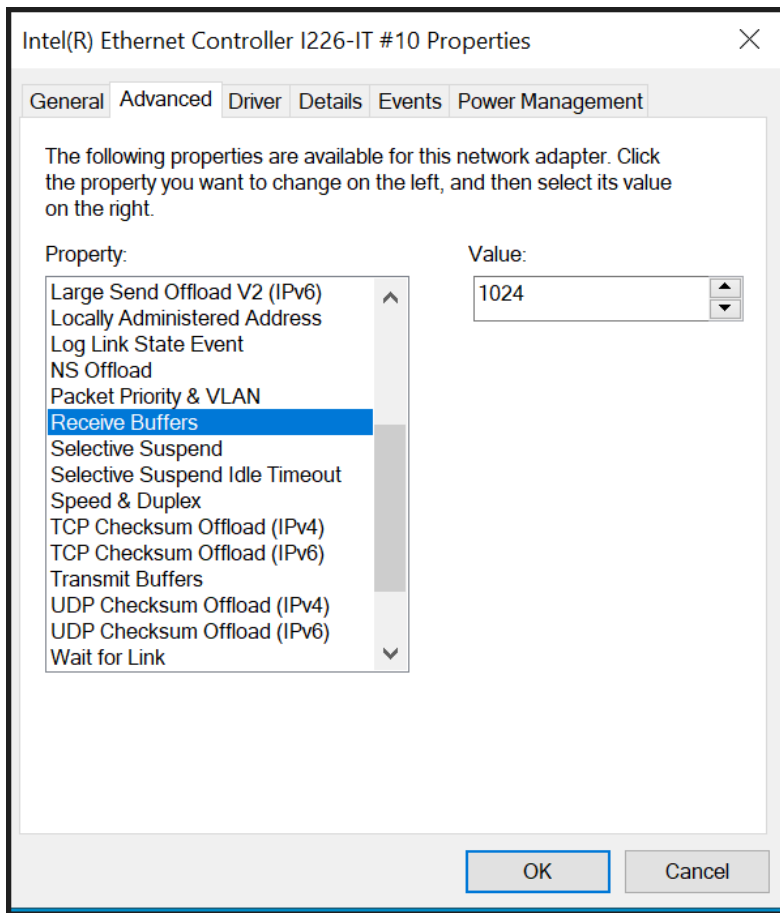 Intel(R) Ethernet Controller I226-IT #10 Properties
General Advanced Driver Details Events Power Management
The following properties are available for this network adapter. Click
the property you want to change on the left, and then select its value
on the right.
Property:
Value:
Large Send Offload V2 (IPv6)
Locally Administered Address
Log Link State Event
NS Offload
Packet Priority & VLAN
Receive Buffers
Selective Suspend
Selective Suspend Idle Timeout
Speed & Duplex
TCP Checksum Offload (IPv4)
TCP Checksum Offload (IPv6)
Transmit Buffers
UDP Checksum Offload (IPv4)
UDP Checksum Offload (IPv6)
Wait for Link
1024
OK
Cancel